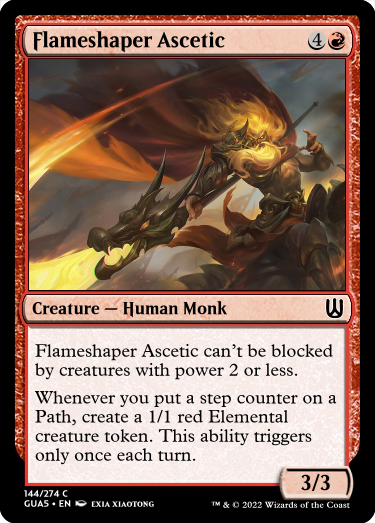 Flameshaper Ascetic 4
Creature — Human Monk
Flameshaper Ascetic can't be blocked
by creatures with power 2 or less.
Whenever you put a step counter on a
Path, create a 1/1 red Elemental
creature token. This ability triggers
only once each turn.
3/3
144/274 C
GUA5 • EN EXIA XIAOTONG
™ & © 2022 Wizards of the Coast